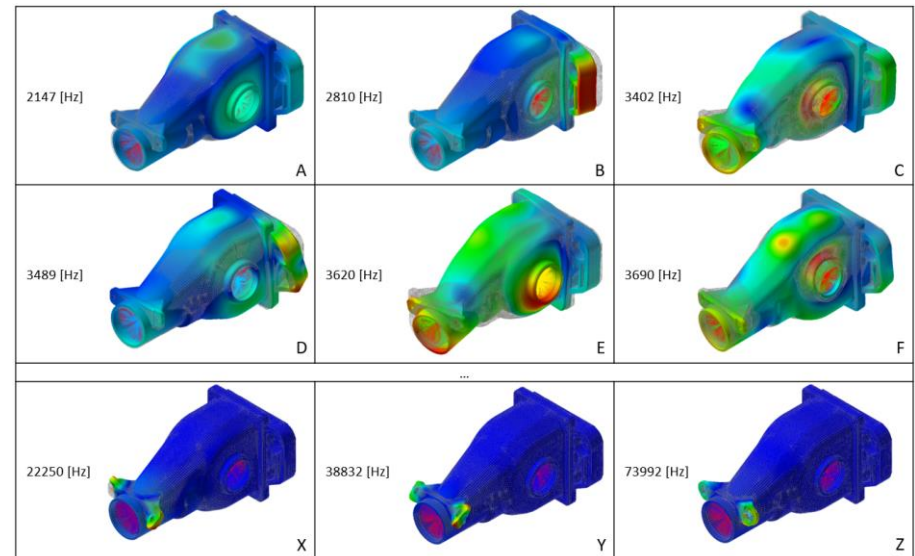 2147 [Hz]
A
2810 [Hz]
B
3402 [Hz]
C
3489 [Hz]
D
3620 [Hz]
E
3690 [Hz]
F
...
22250 [Hz]
X
38832 [Hz]
Y
73992 [Hz]
Z